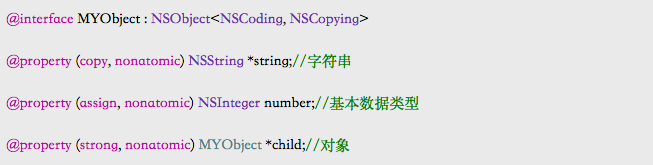 @interface MYObject : NSObject<NSCoding, NSCopying>
@property (copy, nonatomic) NSString *string;//字符串
@property (assign, nonatomic) NSInteger number;//基本数据类型
@property (strong, nonatomic) MYObject *child;//对象